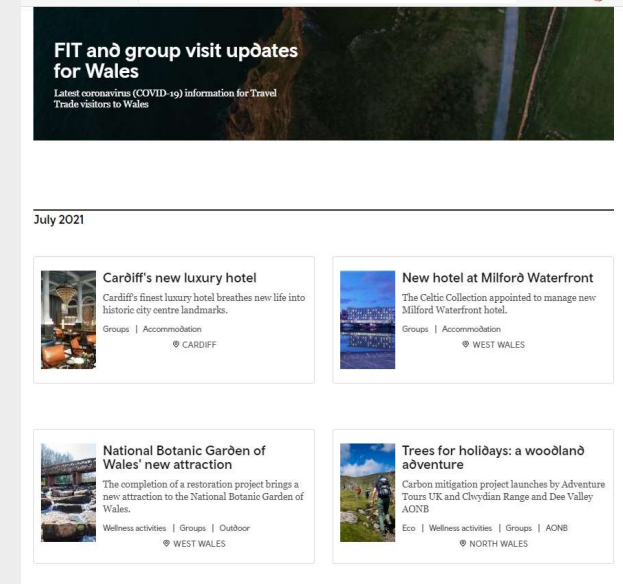 FIT and group visit updates
for Wales
Latest coronavirus (COVID-19) information for Travel
Trade visitors to Wales
July 2021
Cardiff's new luxury hotel
Cardiff's finest luxury hotel breathes new life into
historic city centre landmarks.
Groups | Accommodation
CARDIFF
New hotel at Milford Waterfront
The Celtic Collection appointed to manage new
Milford Waterfront hotel.
Groups | Accommodation
WEST WALES
National Botanic Garden of
Wales' new attraction
The completion of a restoration project brings a
new attraction to the National Botanic Garden of
Wales.
Wellness activities | Groups | Outdoor
WEST WALES
Trees for holidays: a woodland
adventure
Carbon mitigation project launches by Adventure
Tours UK and Clwydian Range and Dee Valley
AONB
Eco | Wellness activities | Groups | AONB
NORTH WALES